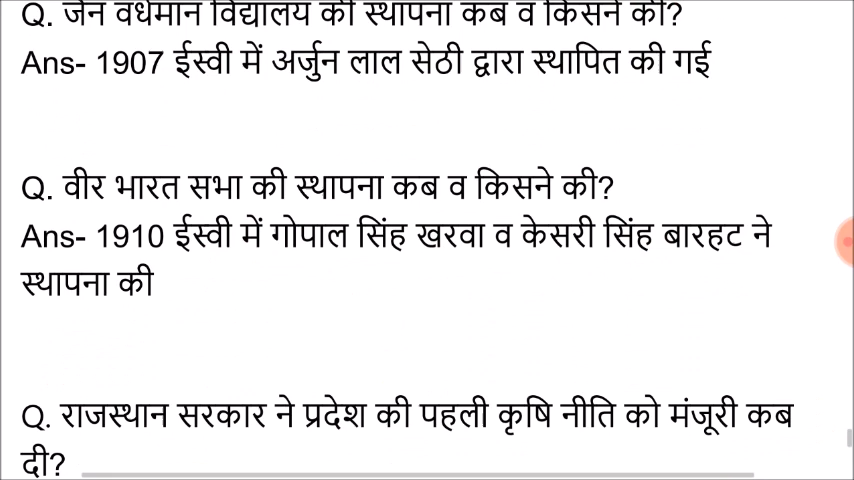 Q. जैन वर्धमान विद्यालय की स्थापना कब व किसने की?
Ans- 1907 ईस्वी में अर्जुन लाल सेठी द्वारा स्थापित की गई
Q. वीर भारत सभा की स्थापना कब व किसने की?
Ans- 1910 ईस्वी में गोपाल सिंह खरवा व केसरी सिंह बारहट ने
स्थापना की
Q. राजस्थान सरकार ने प्रदेश की पहली कृषि नीति को मंजूरी कब
दी?